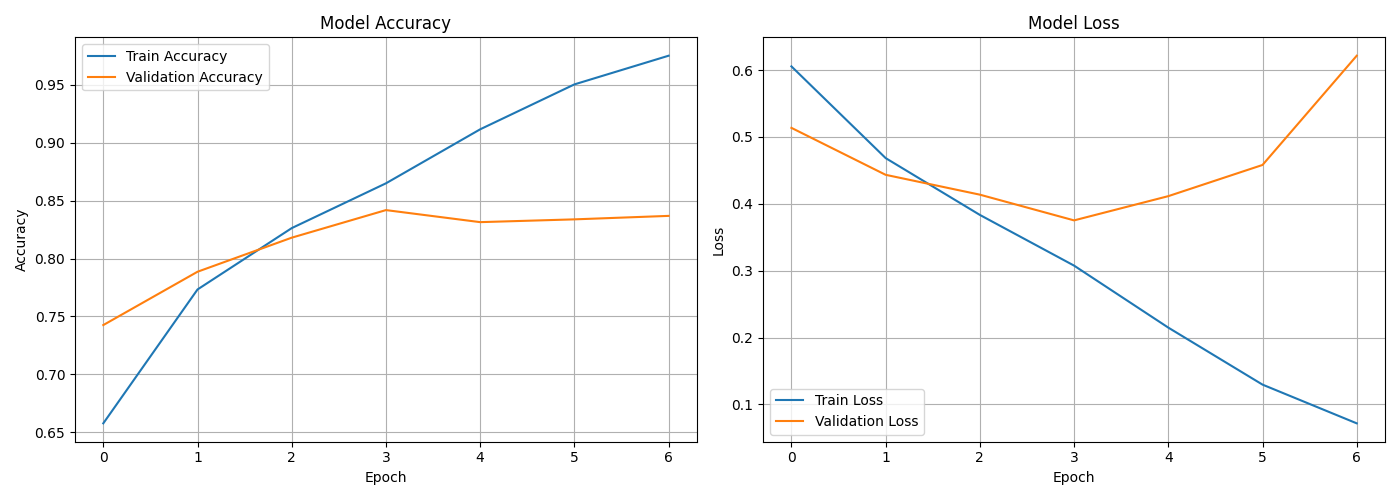 Model Accuracy
Train Accuracy
Validation Accuracy
0.95
0.90
0.85
0.80
0.75
0.70
0.65
Accuracy
0 1 2 3 4 5 6
Epoch
Model Loss
0.6
0.5
0.4
0.3
0.2
0.1
Loss
Train Loss
Validation Loss
0 1 2 3 4 5 6
Epoch